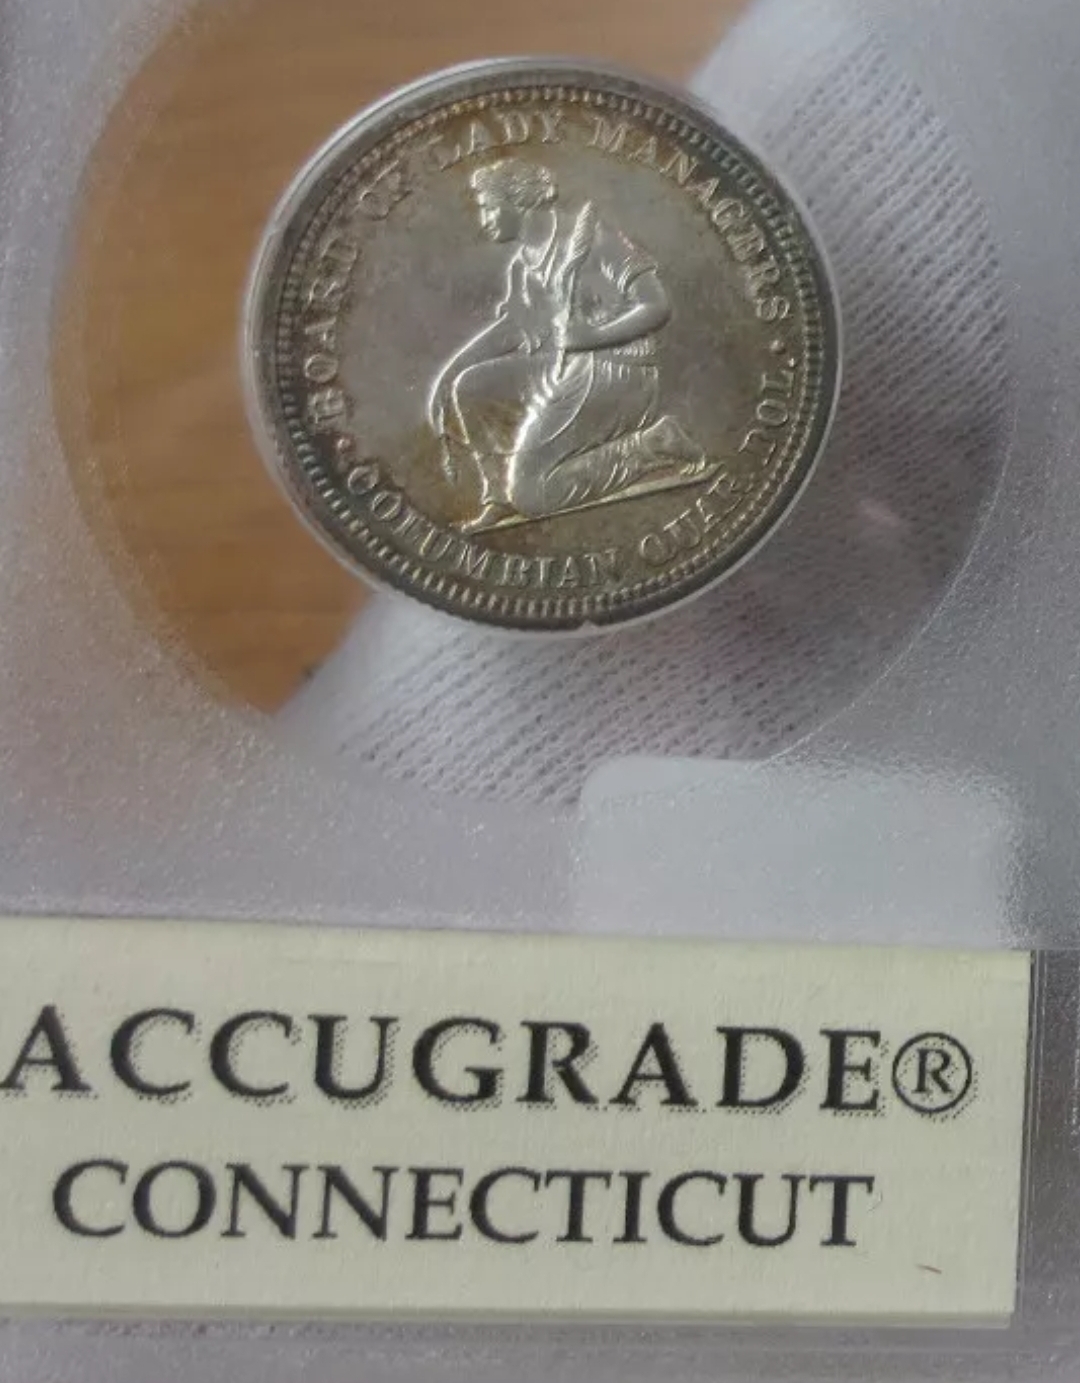 BOARD OF LADY MANAGERS · COLUMBIAN QUAR. DOL.
ACCUGRADE®
CONNECTICUT